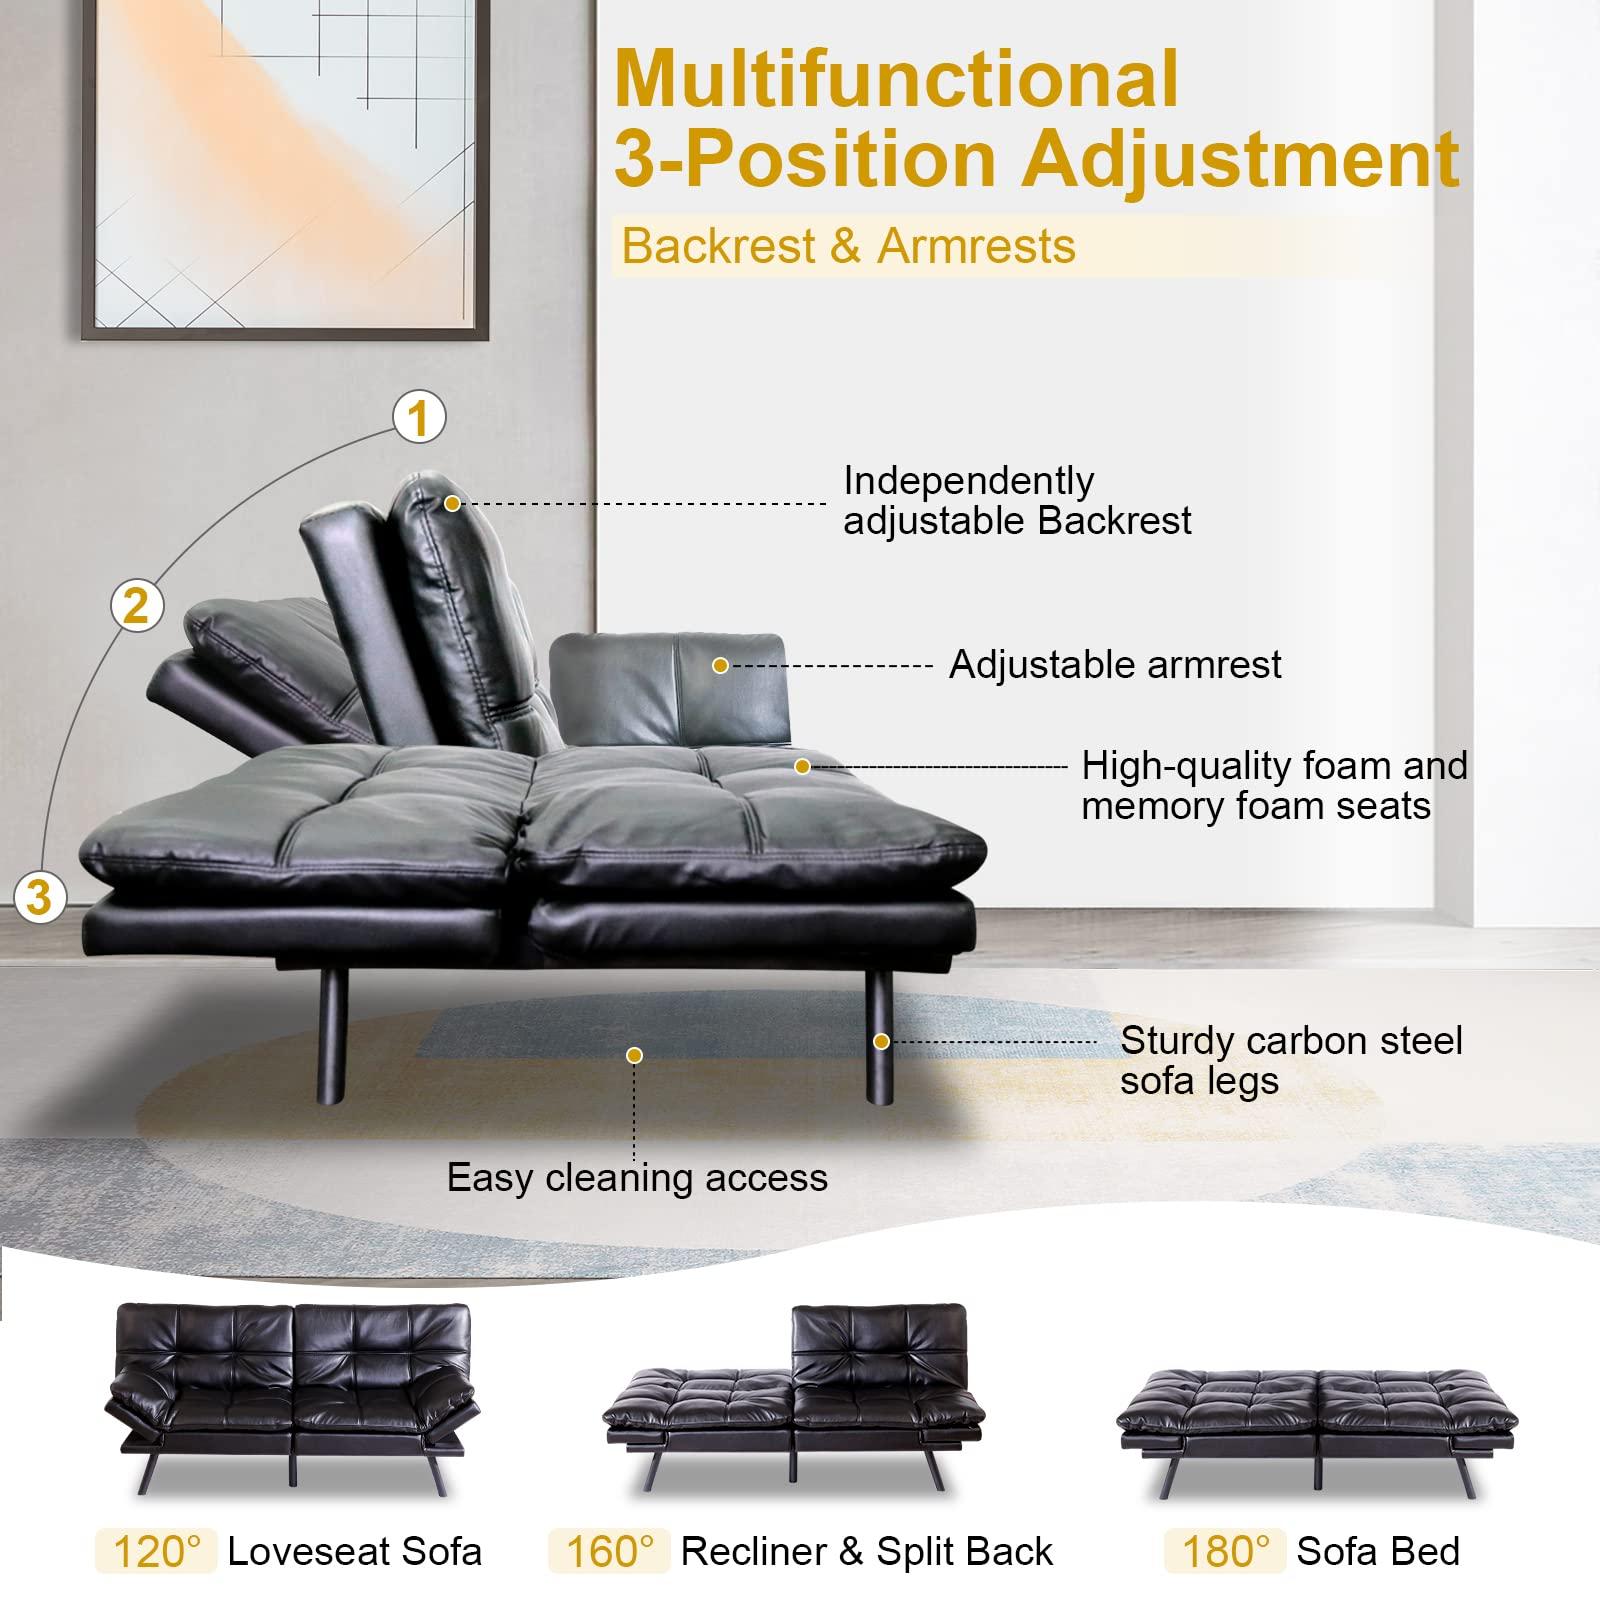 Multifunctional
3-Position Adjustment
Backrest & Armrests
1
2
3
Independently
adjustable Backrest
Adjustable armrest
High-quality foam and
memory foam seats
Sturdy carbon steel
sofa legs
Easy cleaning access
120° Loveseat Sofa
160° Recliner & Split Back
180° Sofa Bed